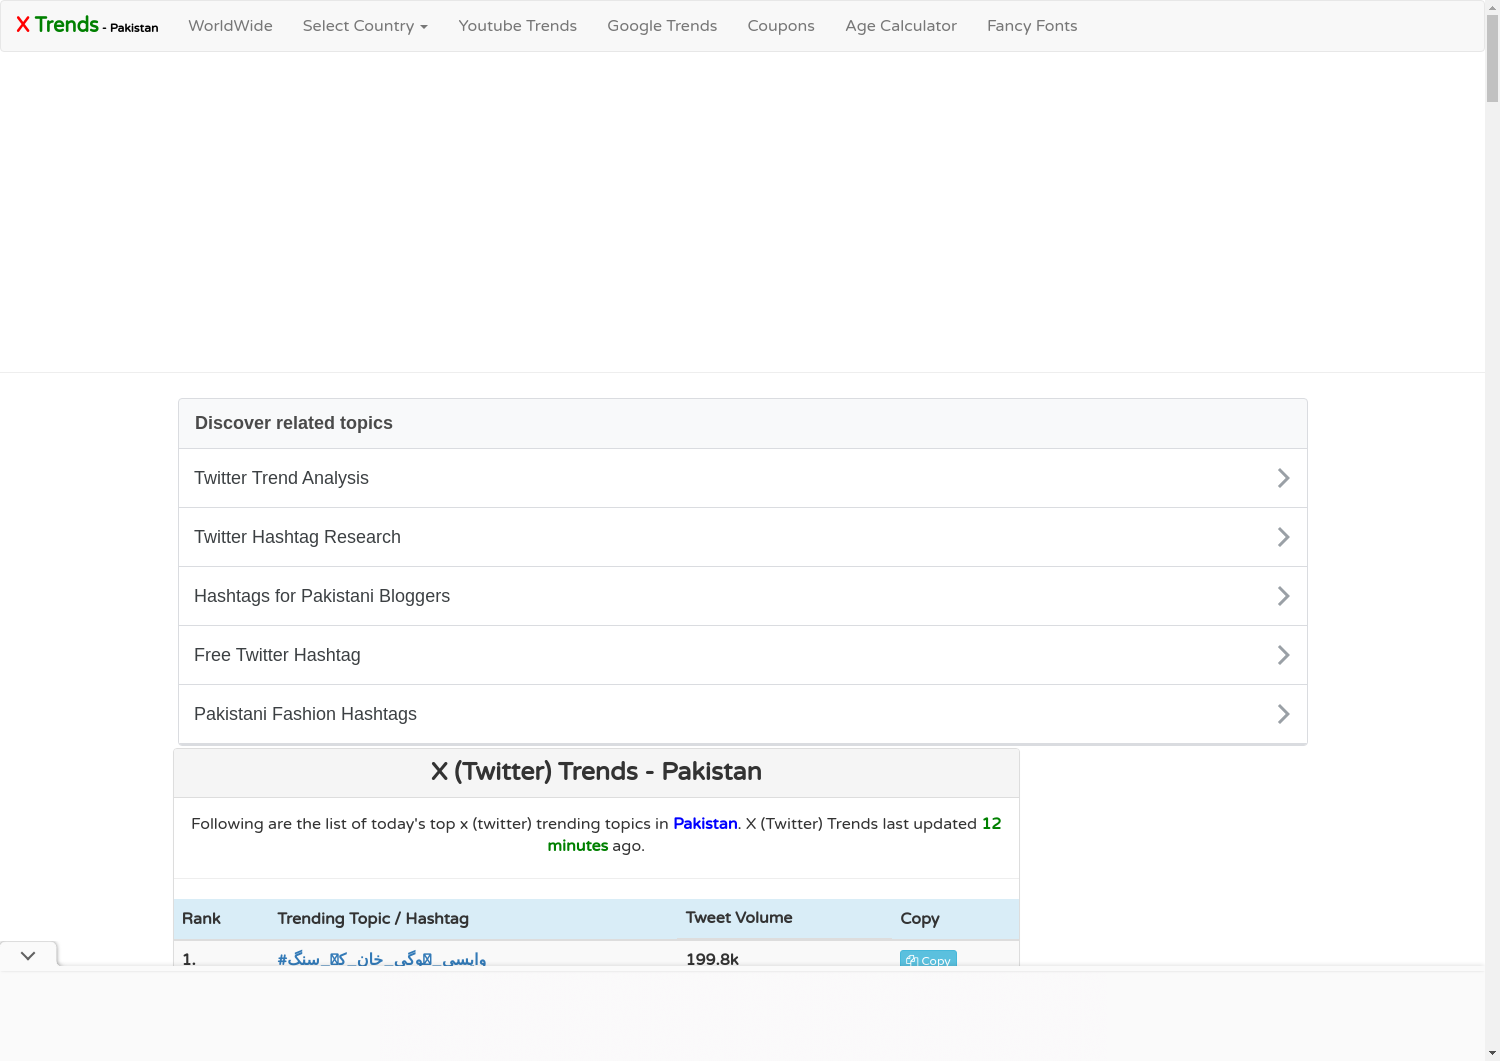 X Trends - Pakistan WorldWide Select Country Youtube Trends Google Trends Coupons Age Calculator Fancy Fonts
Discover related topics
Twitter Trend Analysis
Twitter Hashtag Research
Hashtags for Pakistani Bloggers
Free Twitter Hashtag
Pakistani Fashion Hashtags
X (Twitter) Trends - Pakistan
Following are the list of today's top x (twitter) trending topics in Pakistan. X (Twitter) Trends last updated 12
minutes ago.
Rank Trending Topic / Hashtag Tweet Volume Copy
1. 199.8k Copy